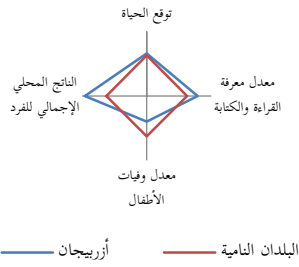 توقع الحياة
معدل معرفة
القراءة والكتابة
الناتج المحلي
الإجمالي للفرد
معدل وفيات
الأطفال
البلدان النامية
أزربيجان